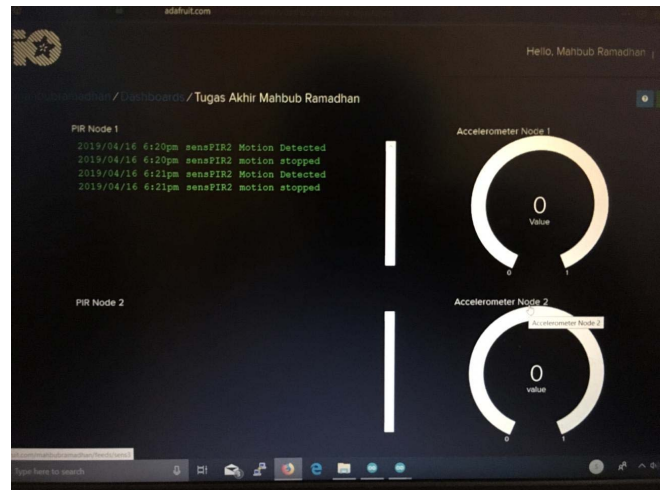 adafruit.com
Hello, Mahbub Ramadhan
/ Dashboards / Tugas Akhir Mahbub Ramadhan
PIR Node 1
2019/04/16 6:20pm sensPIR2 Motion Detected
2019/04/16 6:20pm sensPIR2 motion stopped
2019/04/16 6:21pm sensPIR2 Motion Detected
2019/04/16 6:21pm sensPIR2 motion stopped
Accelerometer Node 1
0
Value
0 1
PIR Node 2
Accelerometer Node 2
Accelerometer Node 2
0
value
0 1
Type here to search